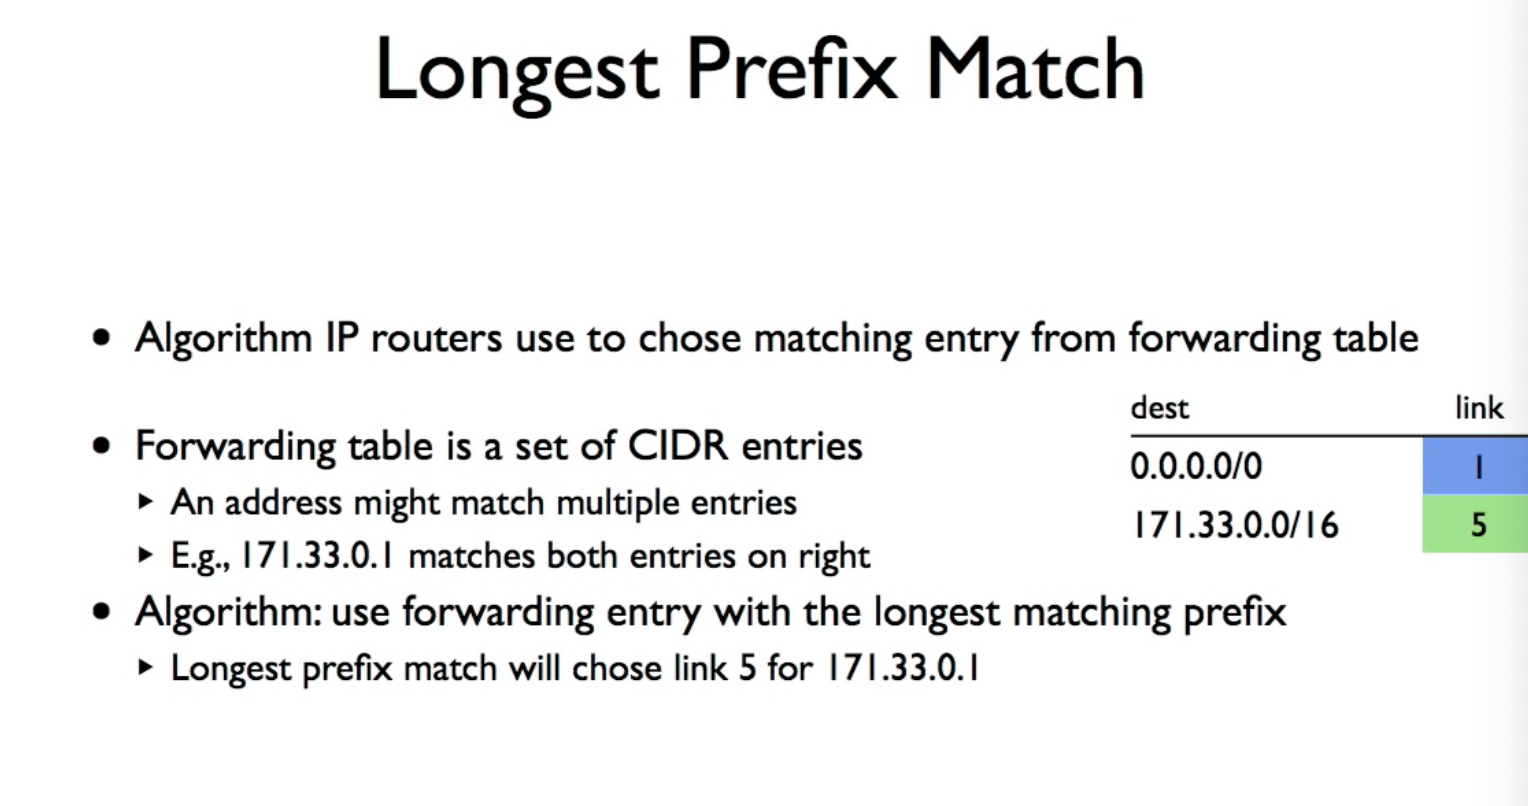 Longest Prefix Match
• Algorithm IP routers use to chose matching entry from forwarding table
• Forwarding table is a set of CIDR entries
▸ An address might match multiple entries
▸ E.g., 171.33.0.1 matches both entries on right
• Algorithm: use forwarding entry with the longest matching prefix
▸ Longest prefix match will chose link 5 for 171.33.0.1
dest link
0.0.0.0/0 1
171.33.0.0/16 5